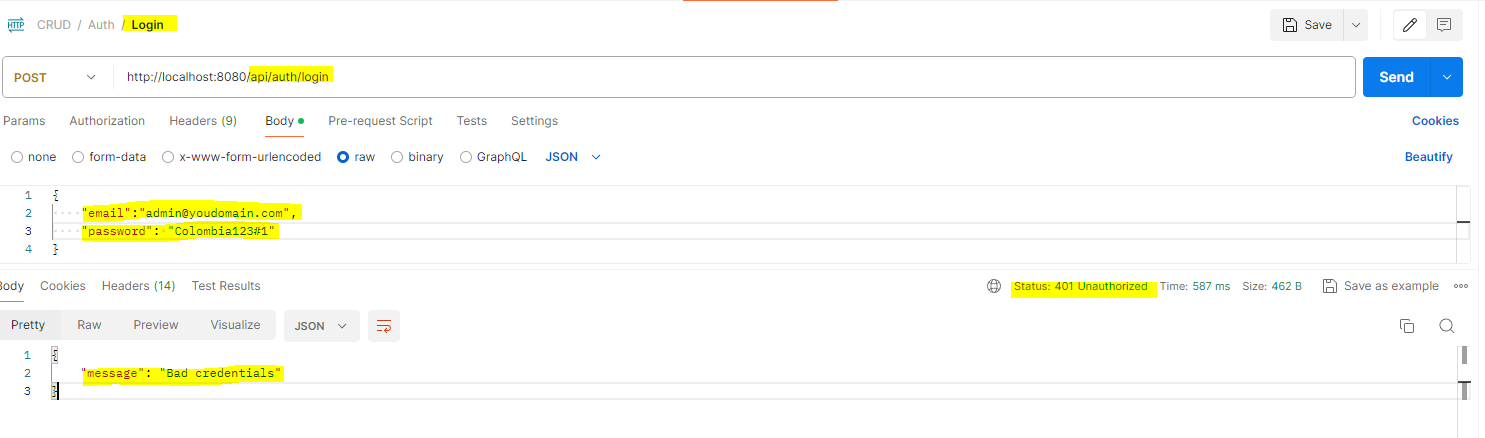 HTTP CRUD / Auth / Login Save
POST http://localhost:8080/api/auth/login Send
Params Authorization Headers (9) Body Pre-request Script Tests Settings Cookies
none form-data x-www-form-urlencoded raw binary GraphQL JSON Beautify
1 {
2 "email":"admin@youdomain.com",
3 "password": "Colombia123#1"
4 }
Body Cookies Headers (14) Test Results Status: 401 Unauthorized Time: 587 ms Size: 462 B Save as example
Pretty Raw Preview Visualize JSON
1 {
2 "message": "Bad credentials"
3 }